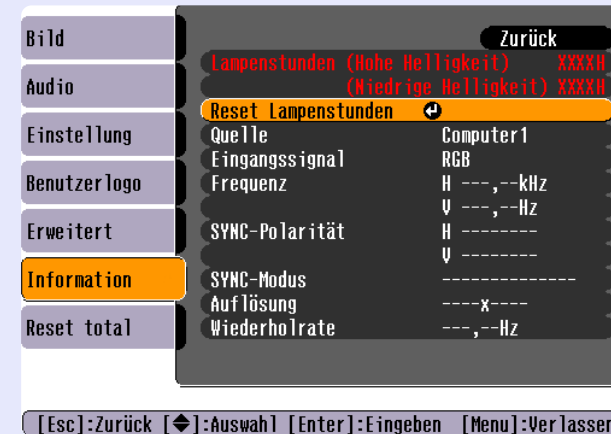 Bild
Audio
Einstellung
Benutzerlogo
Erweitert
Information
Reset total
Zurück
Lampenstunden (Hohe Helligkeit) XXXXH
(Niedrige Helligkeit) XXXXH
Reset Lampenstunden
Quelle Computer1
Eingangssignal RGB
Frequenz H ---,--kHz
V ---,--Hz
SYNC-Polarität H --------
V --------
SYNC-Modus --------------
Auflösung ----x----
Wiederholrate ---,--Hz
[Esc]:Zurück [◆]:Auswahl [Enter]:Eingeben [Menu]:Verlassen